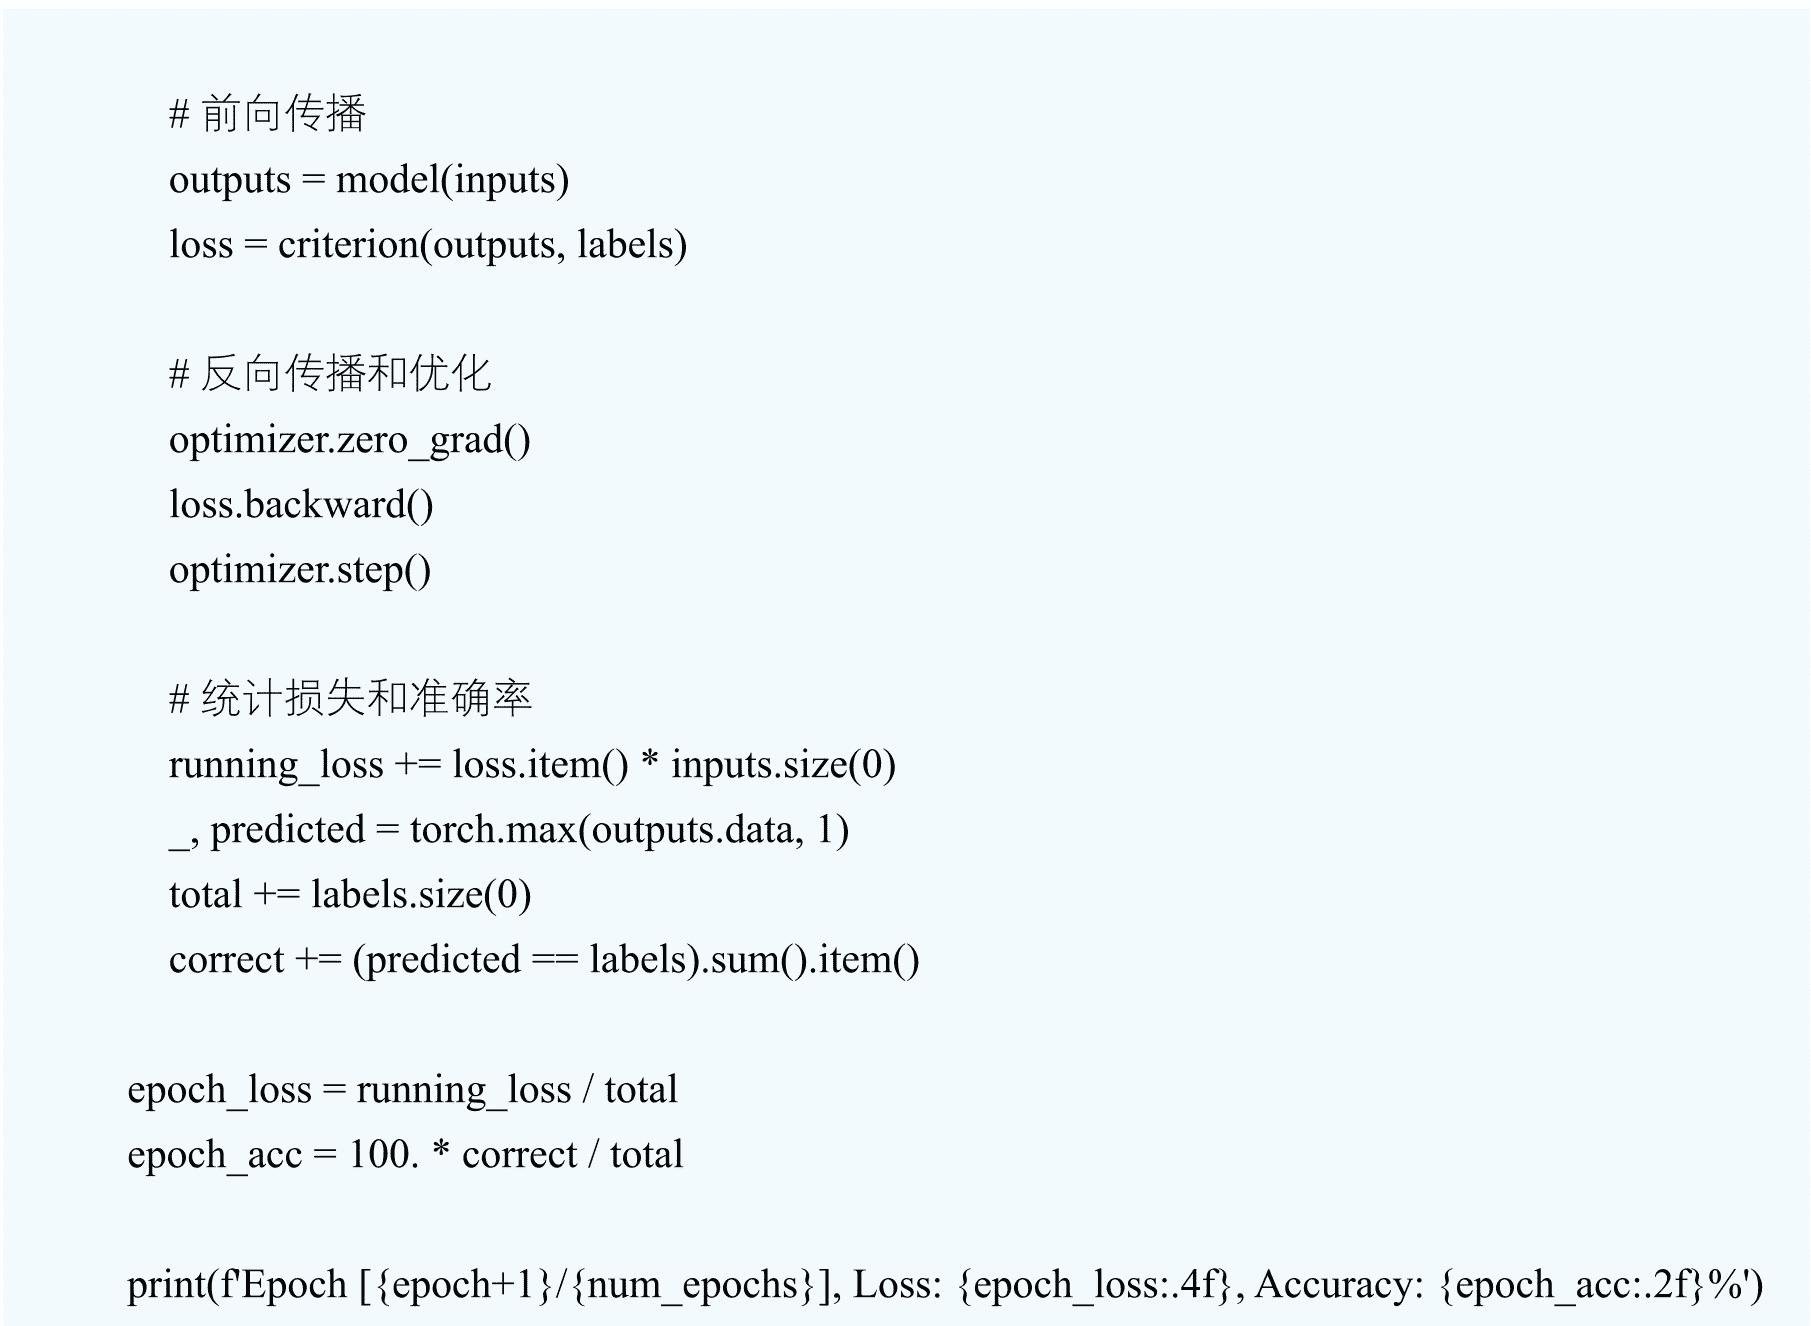 # 前向传播
outputs = model(inputs)
loss = criterion(outputs, labels)
# 反向传播和优化
optimizer.zero_grad()
loss.backward()
optimizer.step()
# 统计损失和准确率
running_loss += loss.item() * inputs.size(0)
_, predicted = torch.max(outputs.data, 1)
total += labels.size(0)
correct += (predicted == labels).sum().item()
epoch_loss = running_loss / total
epoch_acc = 100. * correct / total
print(f'Epoch [{epoch+1}/{num_epochs}], Loss: {epoch_loss:.4f}, Accuracy: {epoch_acc:.2f}%')